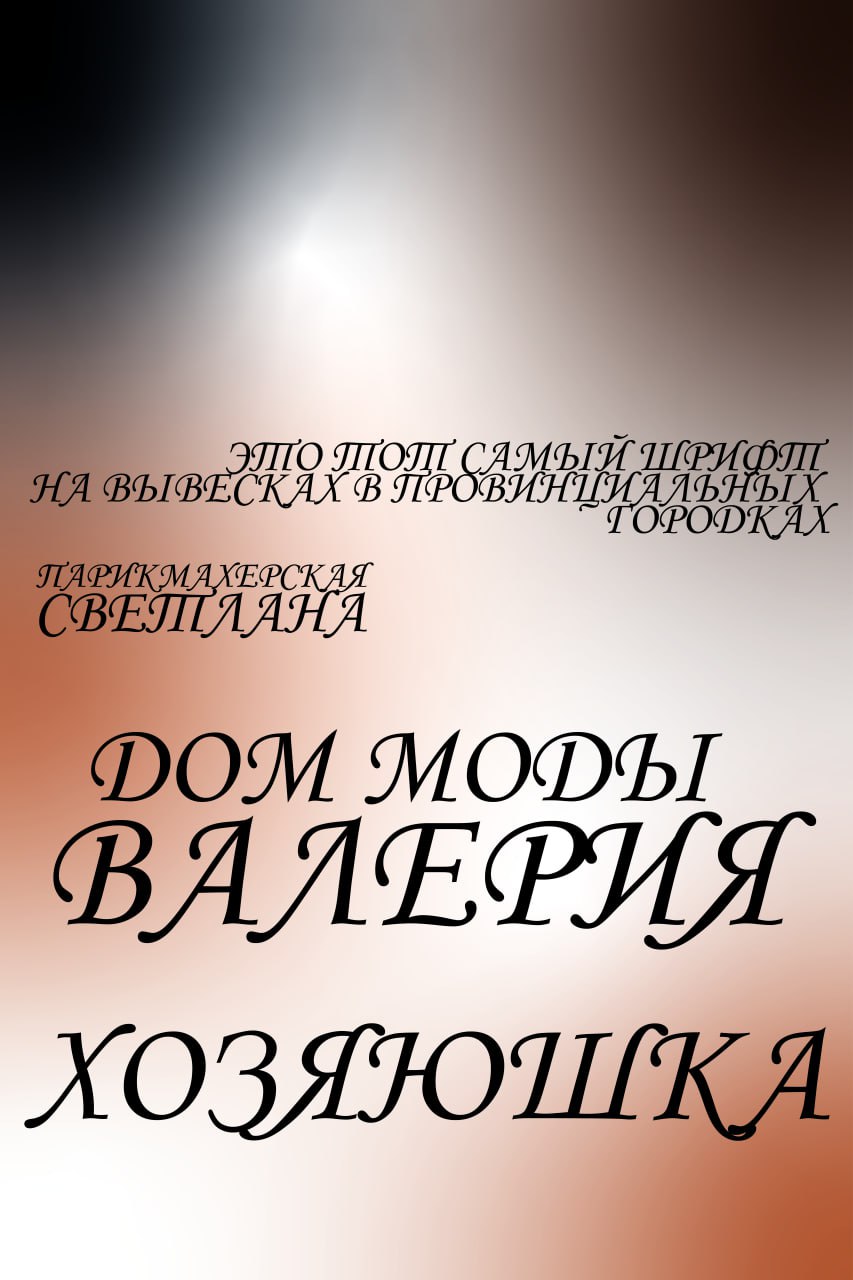 ЭТО ТОТ САМЫЙ ШРИФТ
НА ВЫВЕСКАХ В ПРОВИНЦИАЛЬНЫХ
ГОРОДКАХ
ПАРИКМАХЕРСКАЯ
СВЕТЛАНА
ДОМ МОДЫ
ВАЛЕРИЯ
ХОЗЯЮШКА